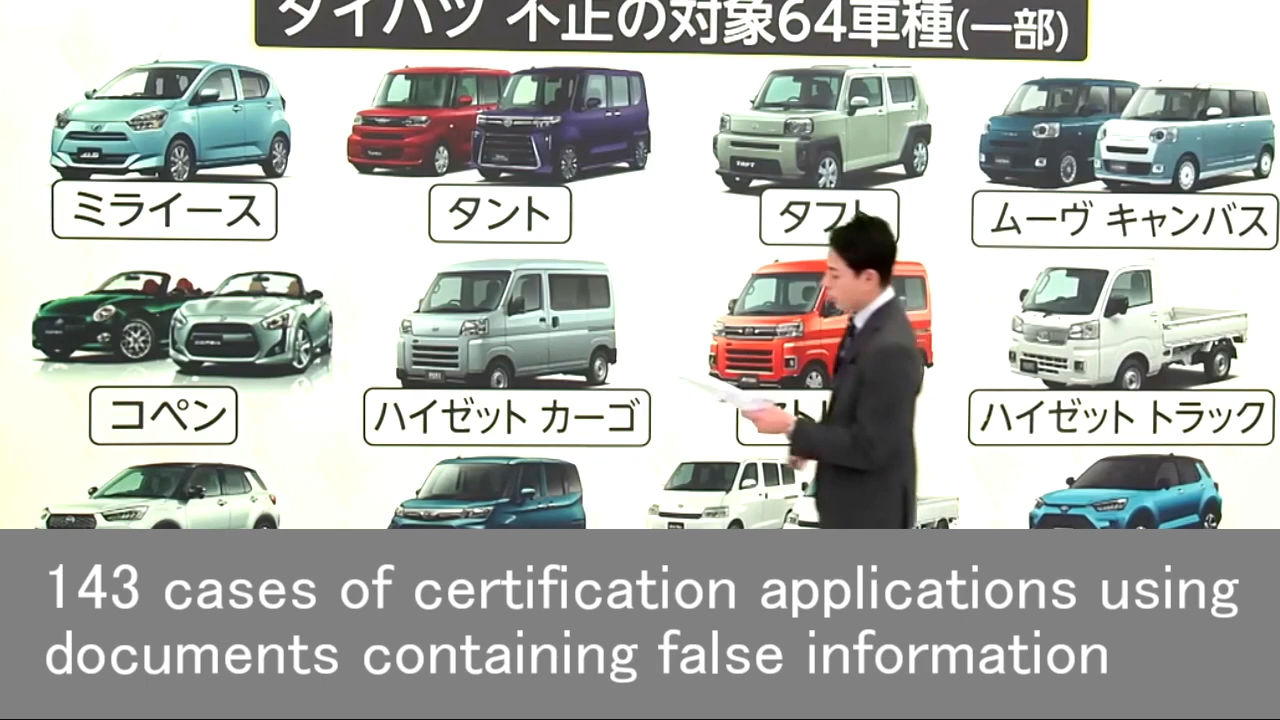 ダイハツ 不正の対象64車種(一部)
ミライース
タント
タフト
ムーヴ キャンバス
コペン
ハイゼット カーゴ
ハイゼット トラック
143 cases of certification applications using
documents containing false information